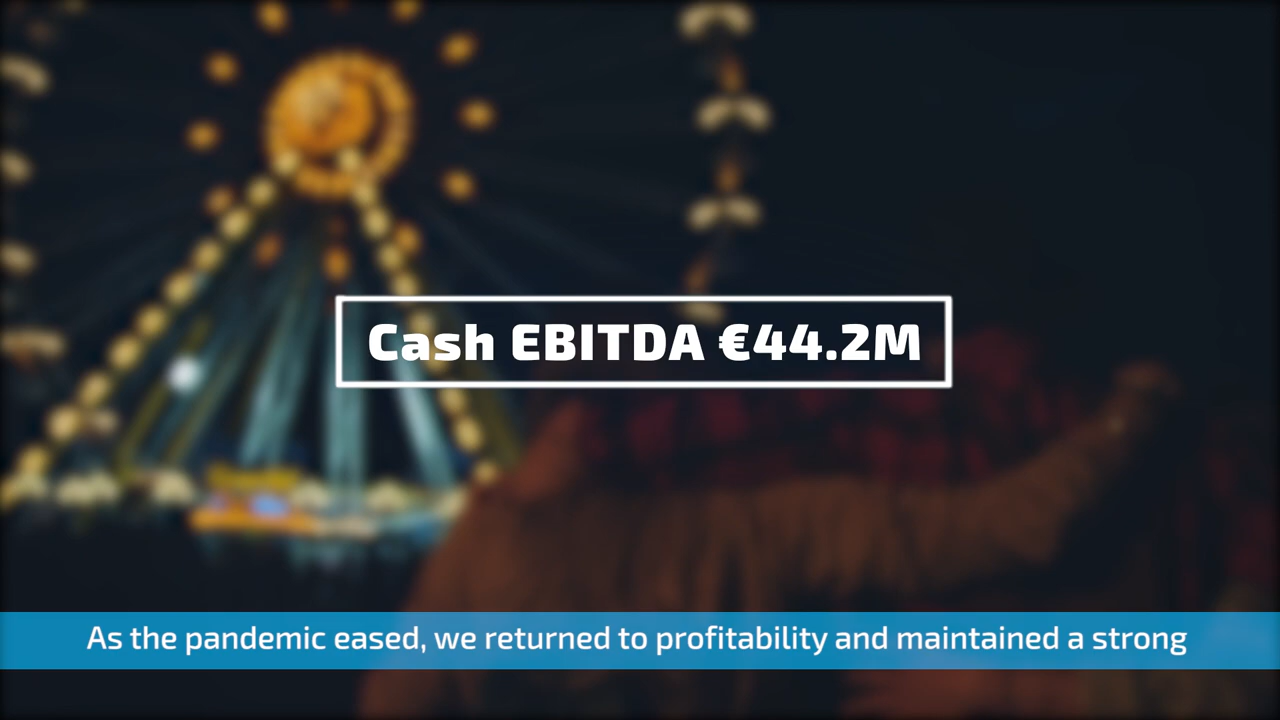 Cash EBITDA €44.2M
As the pandemic eased, we returned to profitability and maintained a strong